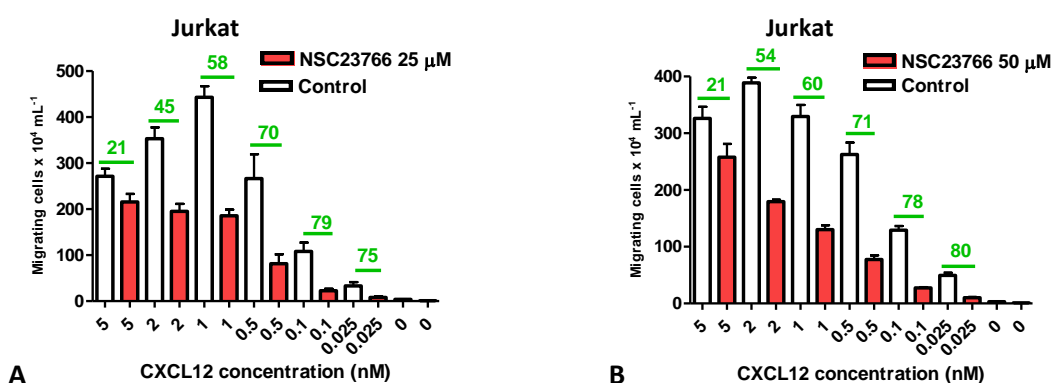 Jurkat
NSC23766 25 μM
Control
58
45
70
21
79
75
500
400
300
200
100
0
Migrating cells x 10⁴ mL⁻¹
5 5 2 2 1 1 0.5 0.5 0.1 0.1 0.025 0.025 0 0
CXCL12 concentration (nM)
A
Jurkat
NSC23766 50 μM
Control
54
21
60
71
78
80
400
300
200
100
0
Migrating cells x 10⁴ mL⁻¹
5 5 2 2 1 1 0.5 0.5 0.1 0.1 0.025 0.025 0 0
CXCL12 concentration (nM)
B